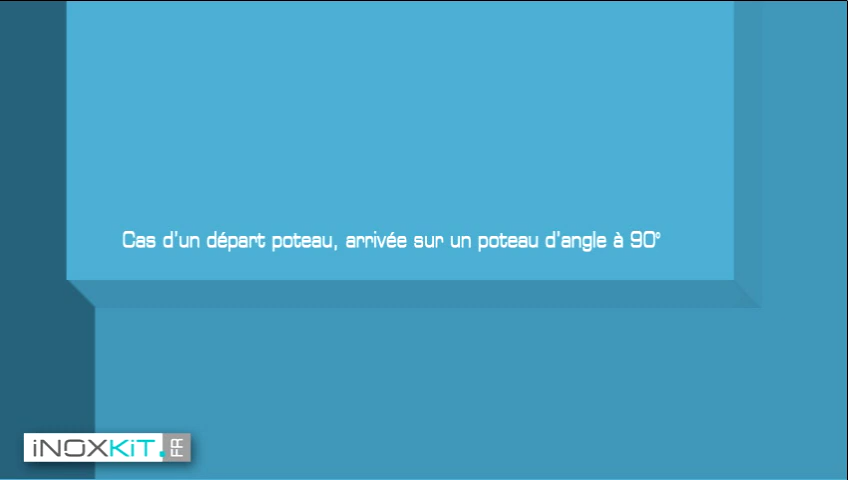 Cas d'un départ poteau, arrivée sur un poteau d'angle à 90°
iNOXKiT.FR